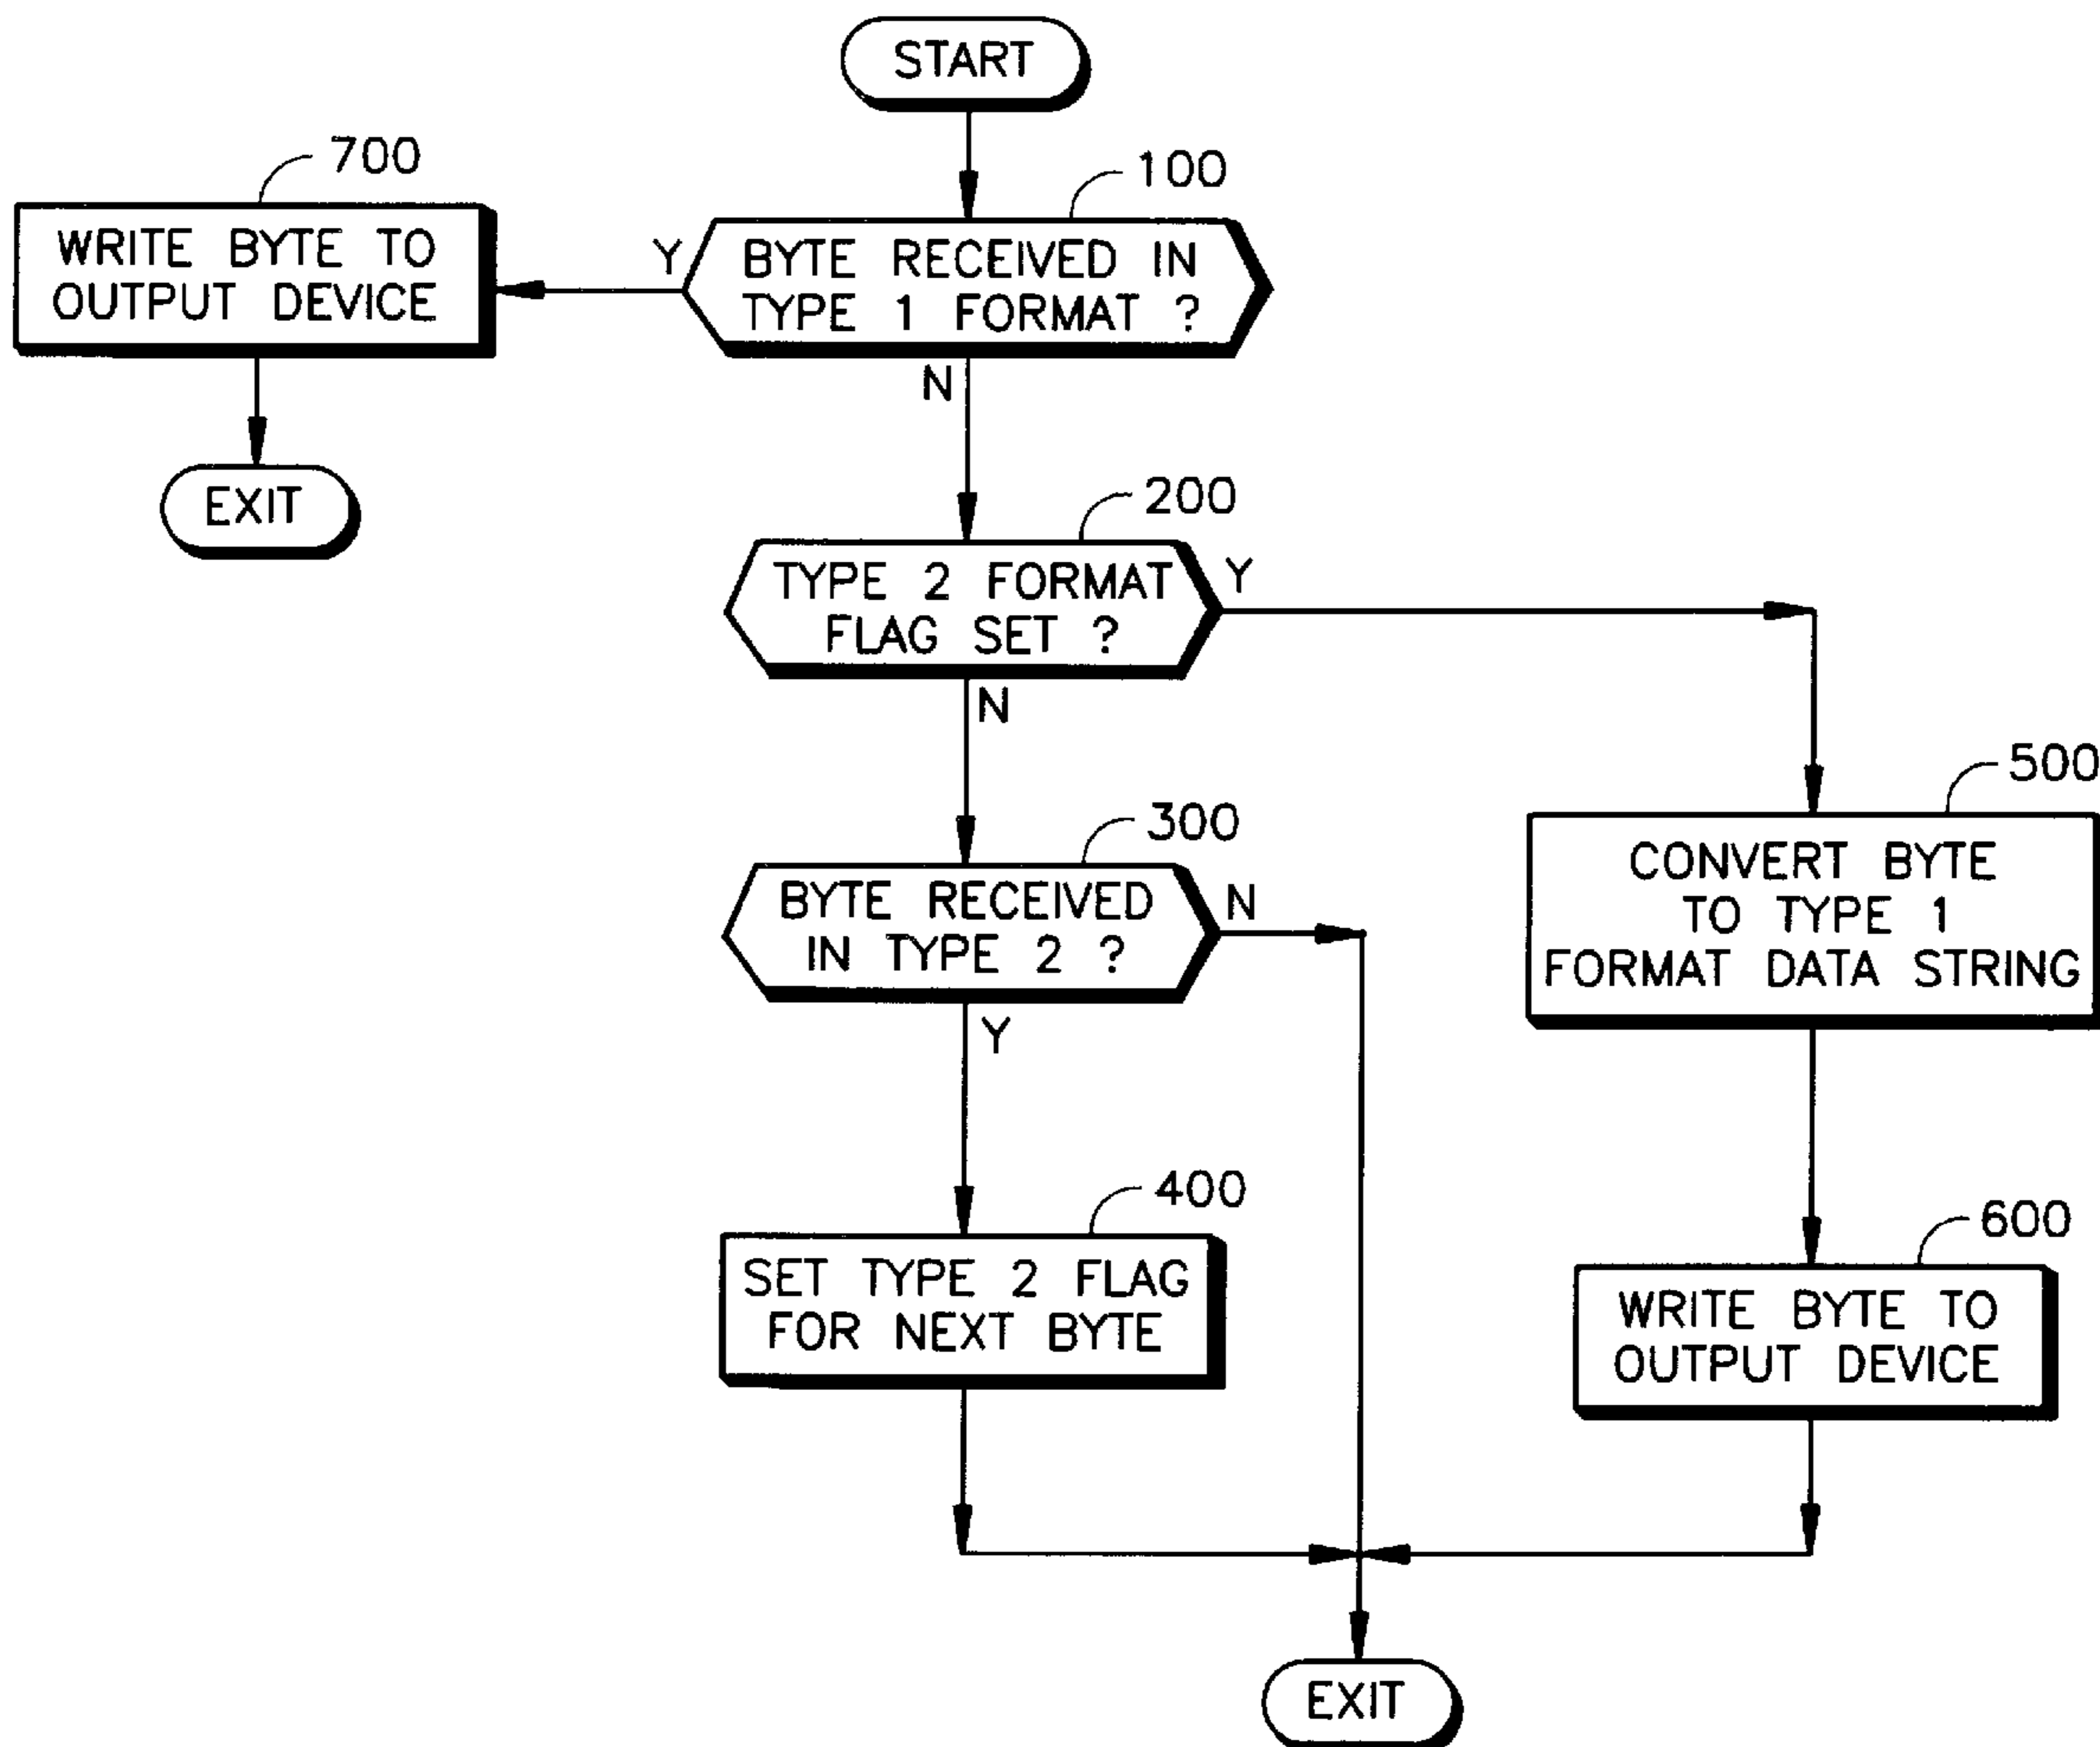 START
700
WRITE BYTE TO
OUTPUT DEVICE
EXIT
100
Y
BYTE RECEIVED IN
TYPE 1 FORMAT ?
N
200
TYPE 2 FORMAT
FLAG SET ?
Y
N
300
BYTE RECEIVED
IN TYPE 2 ?
N
Y
400
SET TYPE 2 FLAG
FOR NEXT BYTE
500
CONVERT BYTE
TO TYPE 1
FORMAT DATA STRING
600
WRITE BYTE TO
OUTPUT DEVICE
EXIT